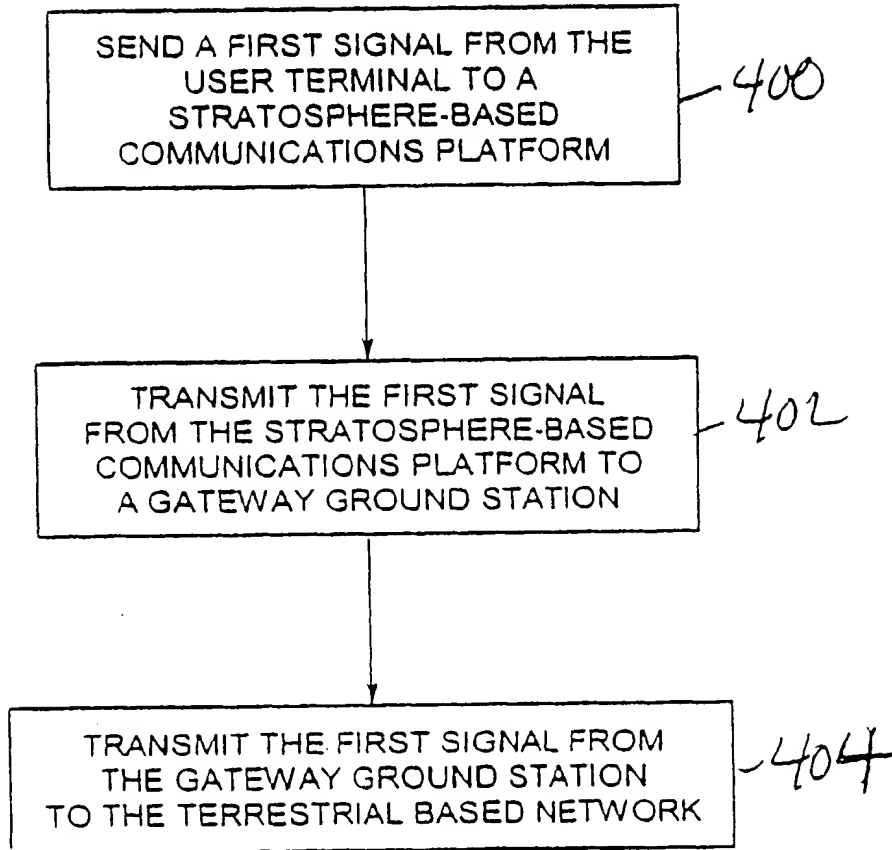 SEND A FIRST SIGNAL FROM THE
USER TERMINAL TO A
STRATOSPHERE-BASED
COMMUNICATIONS PLATFORM
400
TRANSMIT THE FIRST SIGNAL
FROM THE STRATOSPHERE-BASED
COMMUNICATIONS PLATFORM TO
A GATEWAY GROUND STATION
402
TRANSMIT THE FIRST SIGNAL FROM
THE GATEWAY GROUND STATION
TO THE TERRESTRIAL BASED NETWORK
404